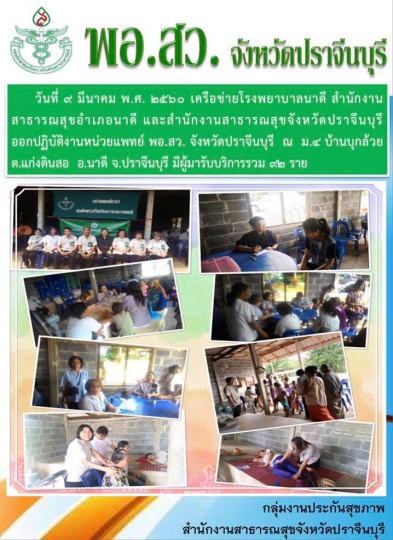 พอ.สว. จังหวัดปราจีนบุรี
วันที่ ๙ มีนาคม พ.ศ. ๒๕๖๐ เครือข่ายโรงพยาบาลนาดี สำนักงาน
สาธารณสุขอำเภอนาดี และสำนักงานสาธารณสุขจังหวัดปราจีนบุรี
ออกปฏิบัติงานหน่วยแพทย์ พอ.สว. จังหวัดปราจีนบุรี ณ ม.๔ บ้านบุกล้วย
ต.แก่งดินสอ อ.นาดี จ.ปราจีนบุรี มีผู้มารับบริการรวม ๙๒ ราย
กลุ่มงานประกันสุขภาพ
สำนักงานสาธารณสุขจังหวัดปราจีนบุรี